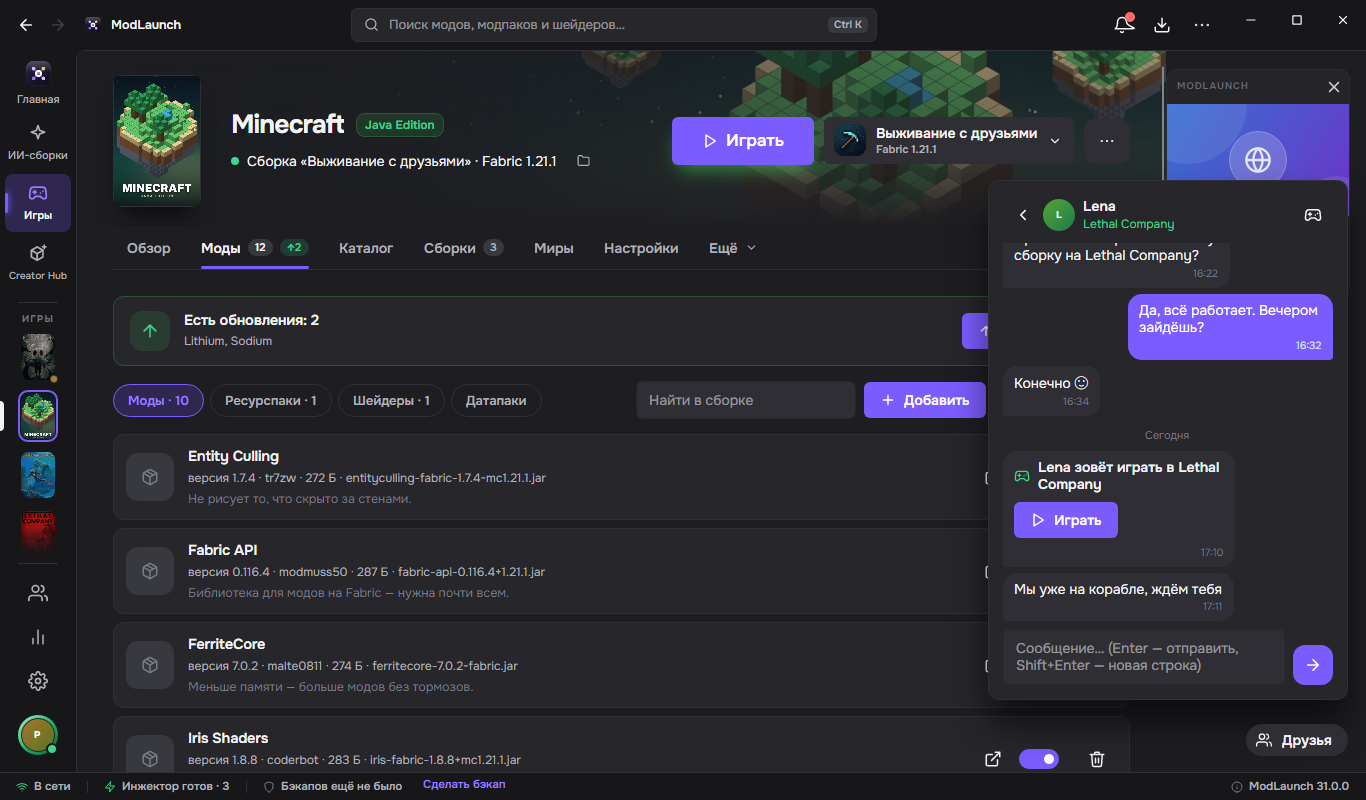 ModLaunch
Поиск модов, модпаков и шейдеров...
Ctrl K
Главная
ИИ-сборки
Игры
Creator Hub
ИГРЫ
MINECRAFT
Minecraft
Java Edition
Сборка «Выживание с друзьями» · Fabric 1.21.1
Играть
Выживание с друзьями
Fabric 1.21.1
MODLAUNCH
Обзор
Моды 12 2
Каталог
Сборки 3
Миры
Настройки
Ещё
Есть обновления: 2
Lithium, Sodium
Моды · 10
Ресурспаки · 1
Шейдеры · 1
Датапаки
Найти в сборке
Добавить
Entity Culling
версия 1.7.4 · tr7zw · 272 Б · entityculling-fabric-1.7.4-mc1.21.1.jar
Не рисует то, что скрыто за стенами.
Fabric API
версия 0.116.4 · modmuss50 · 287 Б · fabric-api-0.116.4+1.21.1.jar
Библиотека для модов на Fabric — нужна почти всем.
FerriteCore
версия 7.0.2 · malte0811 · 274 Б · ferritecore-7.0.2-fabric.jar
Меньше памяти — больше модов без тормозов.
Iris Shaders
версия 1.8.8 · coderbot · 283 Б · iris-fabric-1.8.8+mc1.21.1.jar
L
Lena
Lethal Company
сборку на Lethal Company?
16:22
Да, всё работает. Вечером
зайдёшь?
16:32
Конечно
16:34
Сегодня
Lena зовёт играть в Lethal
Company
Играть
17:10
Мы уже на корабле, ждём тебя
17:11
Сообщение... (Enter — отправить,
Shift+Enter — новая строка)
Друзья
P
В сети
Инжектор готов · 3
Бэкапов ещё не было
Сделать бэкап
ModLaunch 31.0.0